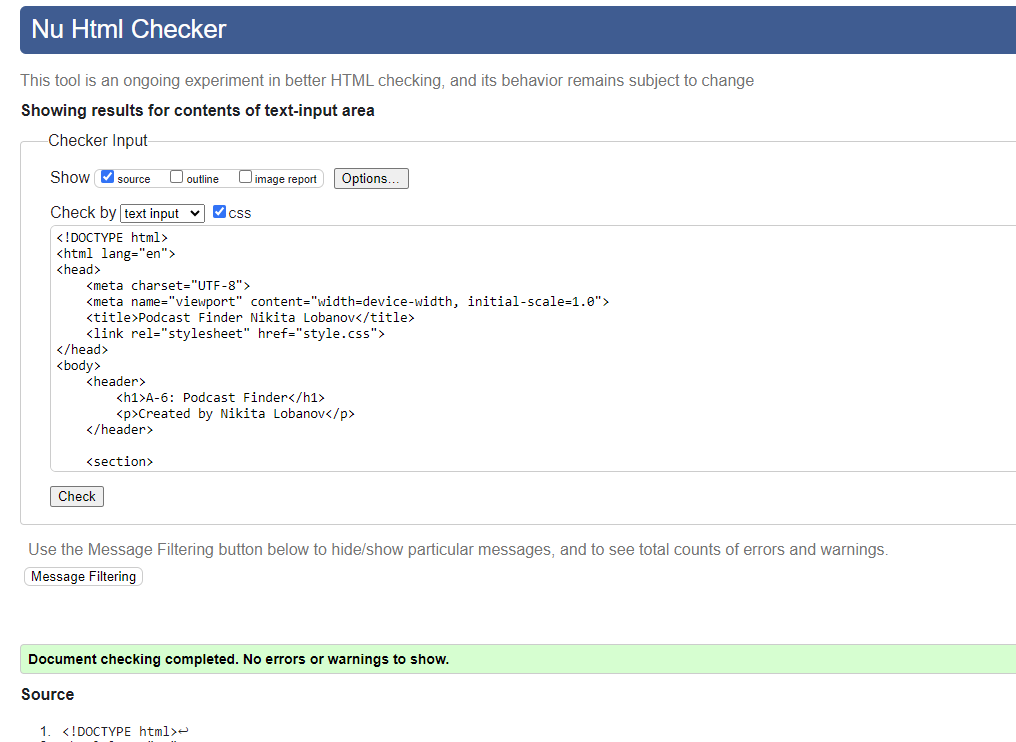 Nu Html Checker
This tool is an ongoing experiment in better HTML checking, and its behavior remains subject to change
Showing results for contents of text-input area
Checker Input
Show source outline image report Options...
Check by text input css
<!DOCTYPE html>
<html lang="en">
<head>
    <meta charset="UTF-8">
    <meta name="viewport" content="width=device-width, initial-scale=1.0">
    <title>Podcast Finder Nikita Lobanov</title>
    <link rel="stylesheet" href="style.css">
</head>
<body>
    <header>
        <h1>A-6: Podcast Finder</h1>
        <p>Created by Nikita Lobanov</p>
    </header>
    <section>
Check
Use the Message Filtering button below to hide/show particular messages, and to see total counts of errors and warnings.
Message Filtering
Document checking completed. No errors or warnings to show.
Source
1. <!DOCTYPE html>↩